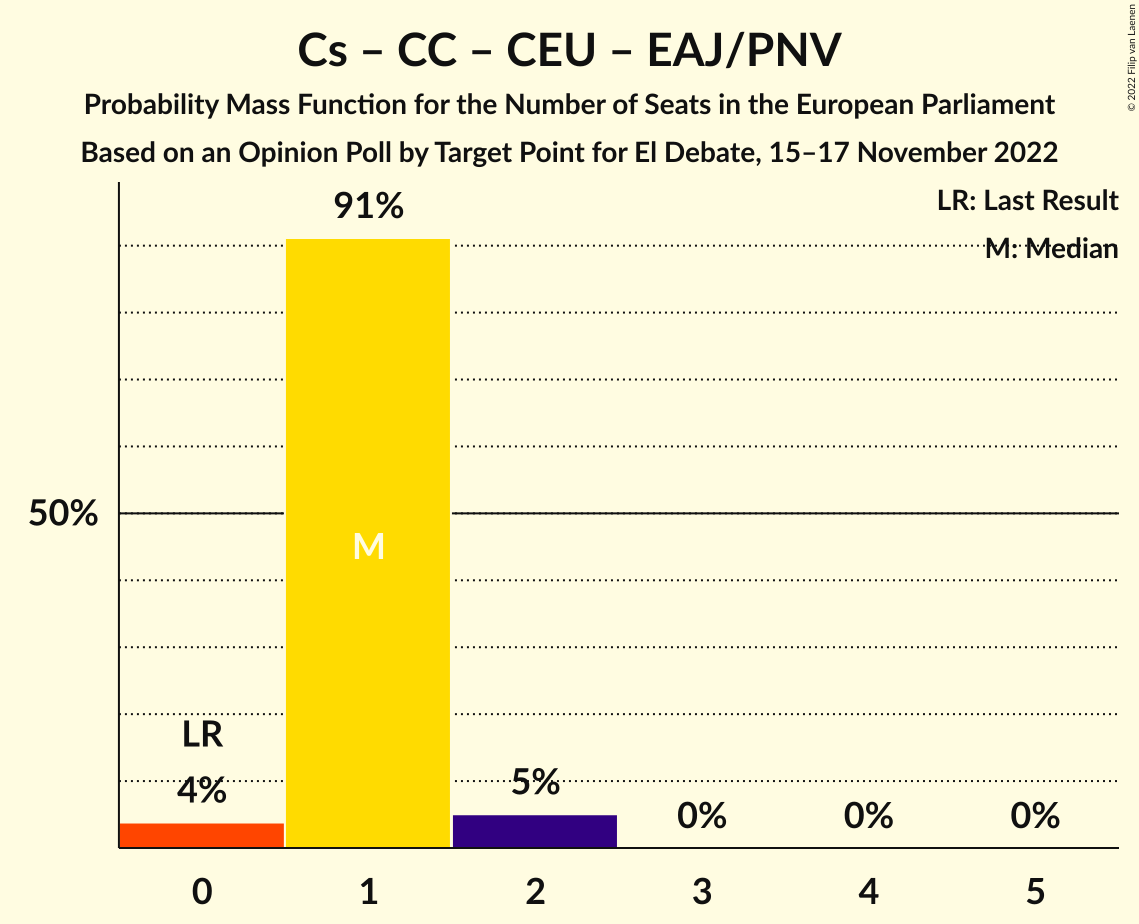 Cs – CC – CEU – EAJ/PNV
Probability Mass Function for the Number of Seats in the European Parliament
Based on an Opinion Poll by Target Point for El Debate, 15–17 November 2022
© 2022 Filip van Laenen
LR: Last Result
M: Median
91%
50%
M
LR
4%
5%
0%
0%
0%
0
1
2
3
4
5